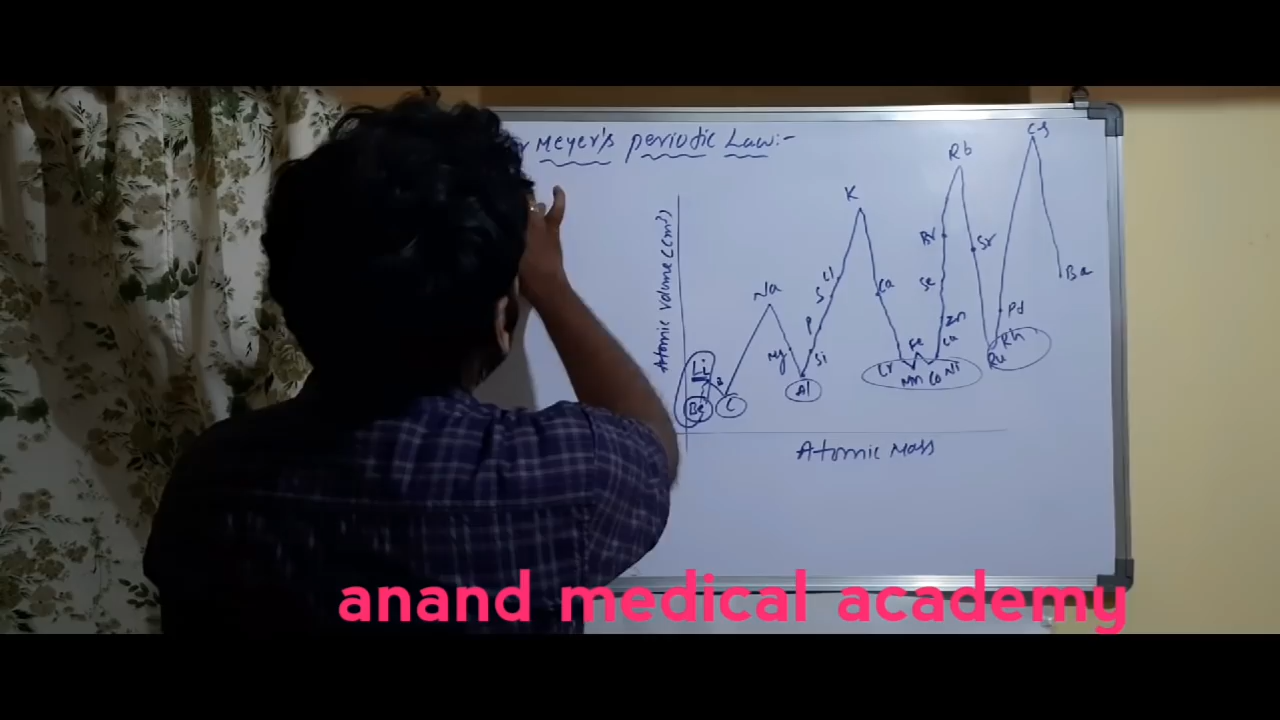 Meyer's periodic Law:-
Cs
Rb
K
Atomic Volume (cm³)
Br
Sr
Ba
Cl
Ca
Se
Na
S
Pd
P
Zn
Rh
Fe
Mg
Si
Ca
Ru
Li
Cr
Mn Co Ni
Al
Be
C
Atomic Mass
anand medical academy